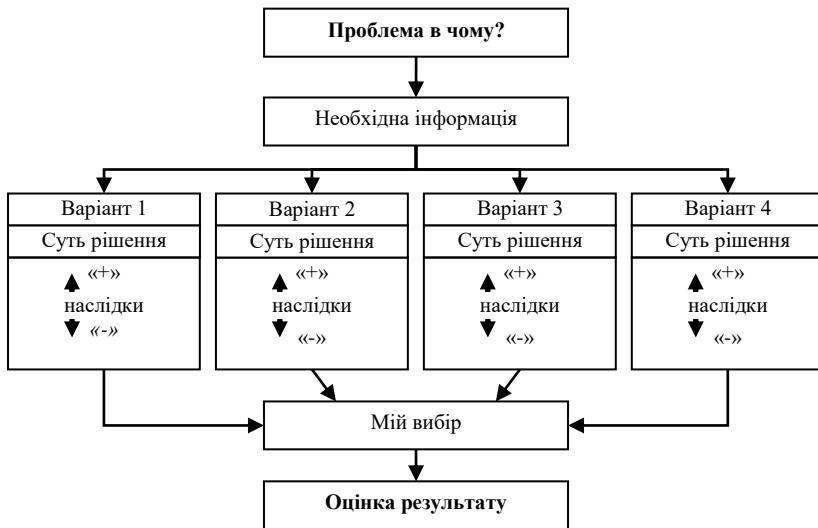 Проблема в чому?
Необхідна інформація
Варіант 1
Суть рішення
«+»
наслідки
«-»
Варіант 2
Суть рішення
«+»
наслідки
«-»
Варіант 3
Суть рішення
«+»
наслідки
«-»
Варіант 4
Суть рішення
«+»
наслідки
«-»
Мій вибір
Оцінка результату